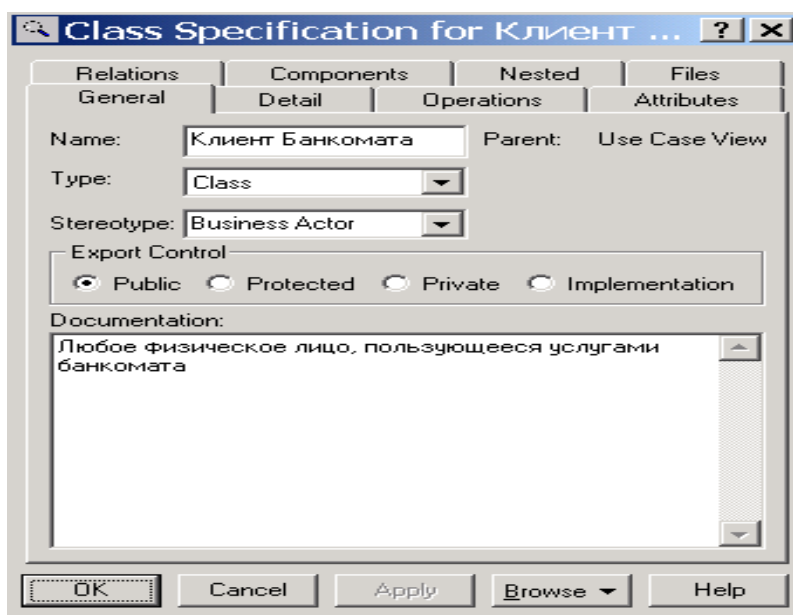 Class Specification for Клиент ...
Relations Components Nested Files
General Detail Operations Attributes
Name: Клиент Банкомата Parent: Use Case View
Type: Class
Stereotype: Business Actor
Export Control
Public Protected Private Implementation
Documentation:
Любое физическое лицо, пользующееся услугами
банкомата
OK Cancel Apply Browse Help